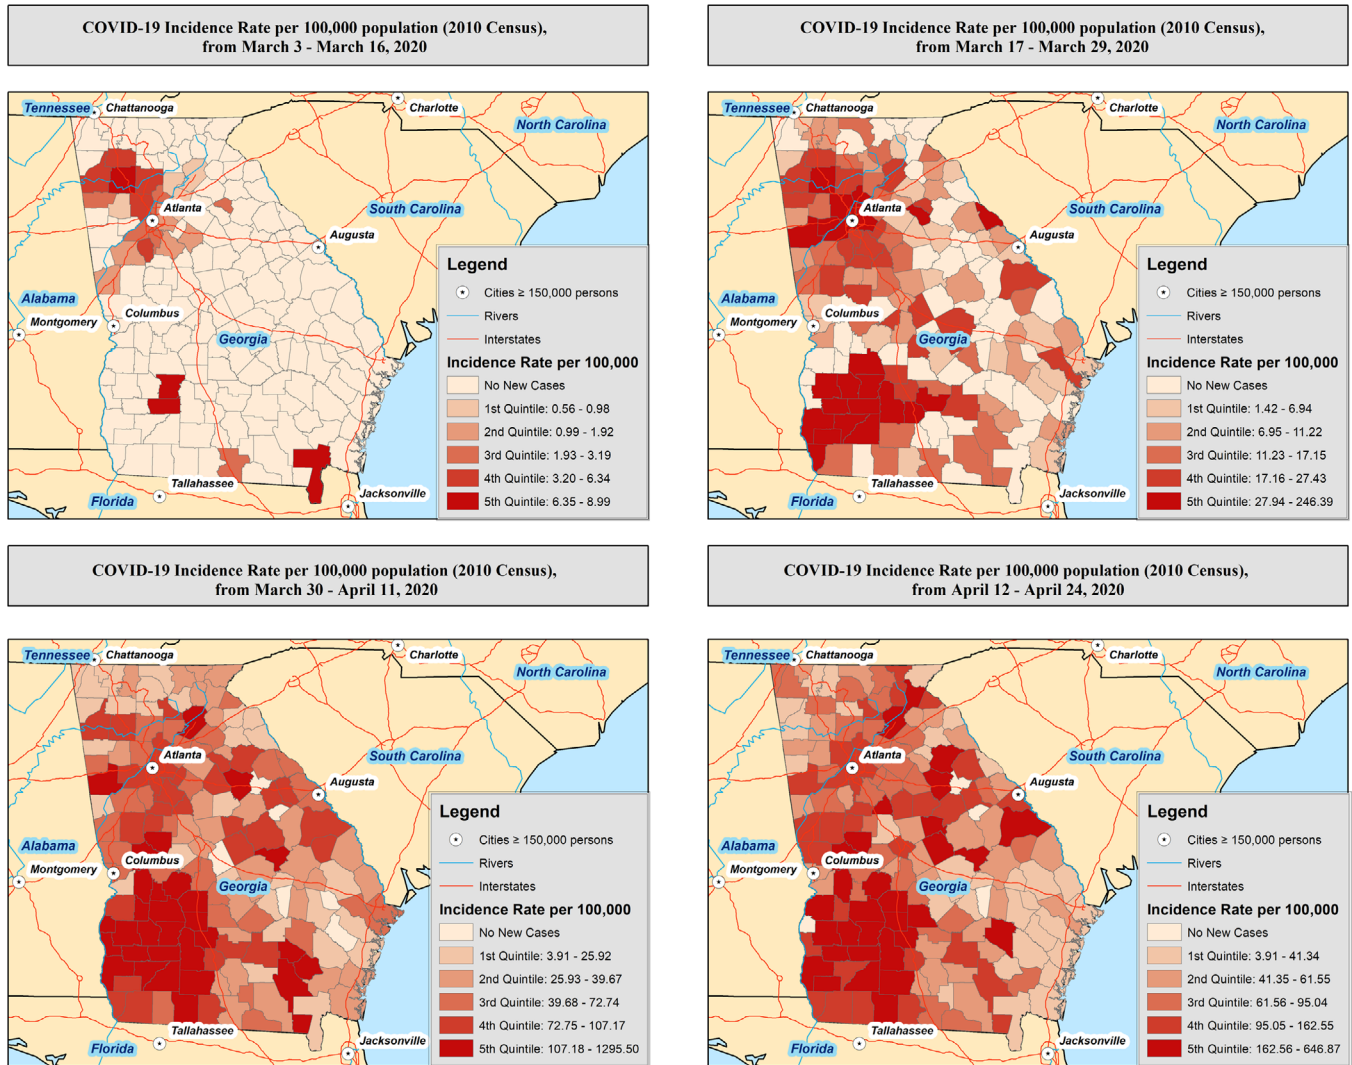 COVID-19 Incidence Rate per 100,000 population (2010 Census),
from March 3 - March 16, 2020
Tennessee
Chattanooga
Charlotte
North Carolina
Atlanta
South Carolina
Augusta
Alabama
Montgomery
Columbus
Georgia
Tallahassee
Florida
Jacksonville
Legend
Cities ≥ 150,000 persons
Rivers
Interstates
Incidence Rate per 100,000
No New Cases
1st Quintile: 0.56 - 0.98
2nd Quintile: 0.99 - 1.92
3rd Quintile: 1.93 - 3.19
4th Quintile: 3.20 - 6.34
5th Quintile: 6.35 - 8.99
COVID-19 Incidence Rate per 100,000 population (2010 Census),
from March 17 - March 29, 2020
Tennessee
Chattanooga
Charlotte
North Carolina
Atlanta
South Carolina
Augusta
Alabama
Montgomery
Columbus
Georgia
Tallahassee
Florida
Jacksonville
Legend
Cities ≥ 150,000 persons
Rivers
Interstates
Incidence Rate per 100,000
No New Cases
1st Quintile: 1.42 - 6.94
2nd Quintile: 6.95 - 11.22
3rd Quintile: 11.23 - 17.15
4th Quintile: 17.16 - 27.43
5th Quintile: 27.94 - 246.39
COVID-19 Incidence Rate per 100,000 population (2010 Census),
from March 30 - April 11, 2020
Tennessee
Chattanooga
Charlotte
North Carolina
Atlanta
South Carolina
Augusta
Alabama
Montgomery
Columbus
Georgia
Tallahassee
Florida
Jacksonville
Legend
Cities ≥ 150,000 persons
Rivers
Interstates
Incidence Rate per 100,000
No New Cases
1st Quintile: 3.91 - 25.92
2nd Quintile: 25.93 - 39.67
3rd Quintile: 39.68 - 72.74
4th Quintile: 72.75 - 107.17
5th Quintile: 107.18 - 1295.50
COVID-19 Incidence Rate per 100,000 population (2010 Census),
from April 12 - April 24, 2020
Tennessee
Chattanooga
Charlotte
North Carolina
Atlanta
South Carolina
Augusta
Alabama
Montgomery
Columbus
Georgia
Tallahassee
Florida
Jacksonville
Legend
Cities ≥ 150,000 persons
Rivers
Interstates
Incidence Rate per 100,000
No New Cases
1st Quintile: 3.91 - 41.34
2nd Quintile: 41.35 - 61.55
3rd Quintile: 61.56 - 95.04
4th Quintile: 95.05 - 162.55
5th Quintile: 162.56 - 646.87